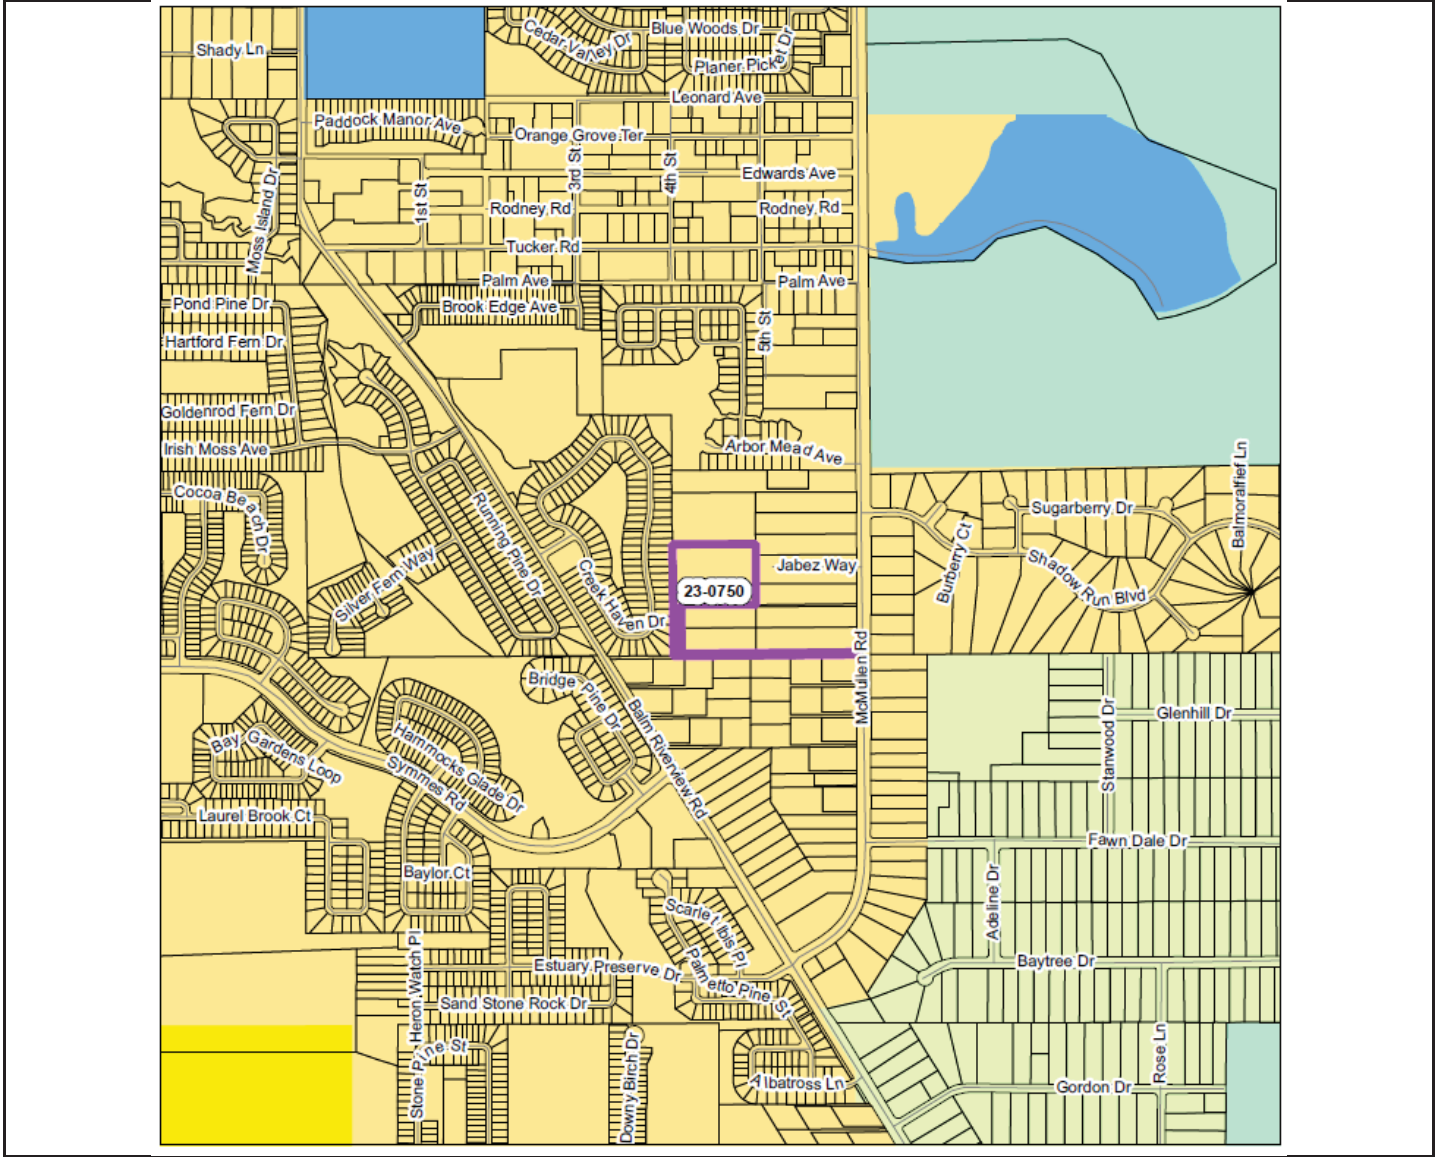 Shady Ln
Cedar Valley Dr
Blue Woods Dr
Planer Picket Dr
Leonard Ave
Paddock Manor Ave
Orange Grove Ter
3rd St
4th St
Edwards Ave
Moss Island Dr
1st St
Rodney Rd
Rodney Rd
Tucker Rd
Palm Ave
Palm Ave
Pond Pine Dr
Brook Edge Ave
5th St
Hartford Fern Dr
Goldenrod Fern Dr
Irish Moss Ave
Arbor Mead Ave
Balmoralfief Ln
Cocoa Beach Dr
Running Pine Dr
Sugarberry Dr
Burberry Ct
Silver Fern Way
Creek Haven Dr
Jabez Way
Shadow Run Blvd
23-0750
McMullen Rd
Bridge Pine Dr
Balm Riverview Rd
Stanwood Dr
Glenhill Dr
Bay Gardens Loop
Hammocks Glade Dr
Symmes Rd
Laurel Brook Ct
Fawn Dale Dr
Baylor Ct
Adeline Dr
Scarlet Ibis Pl
Heron Watch Pl
Estuary Preserve Dr
Palmetto Pine St
Baytree Dr
Sand Stone Rock Dr
Stone Pine St
Downy Birch Dr
Albatross Ln
Rose Ln
Gordon Dr